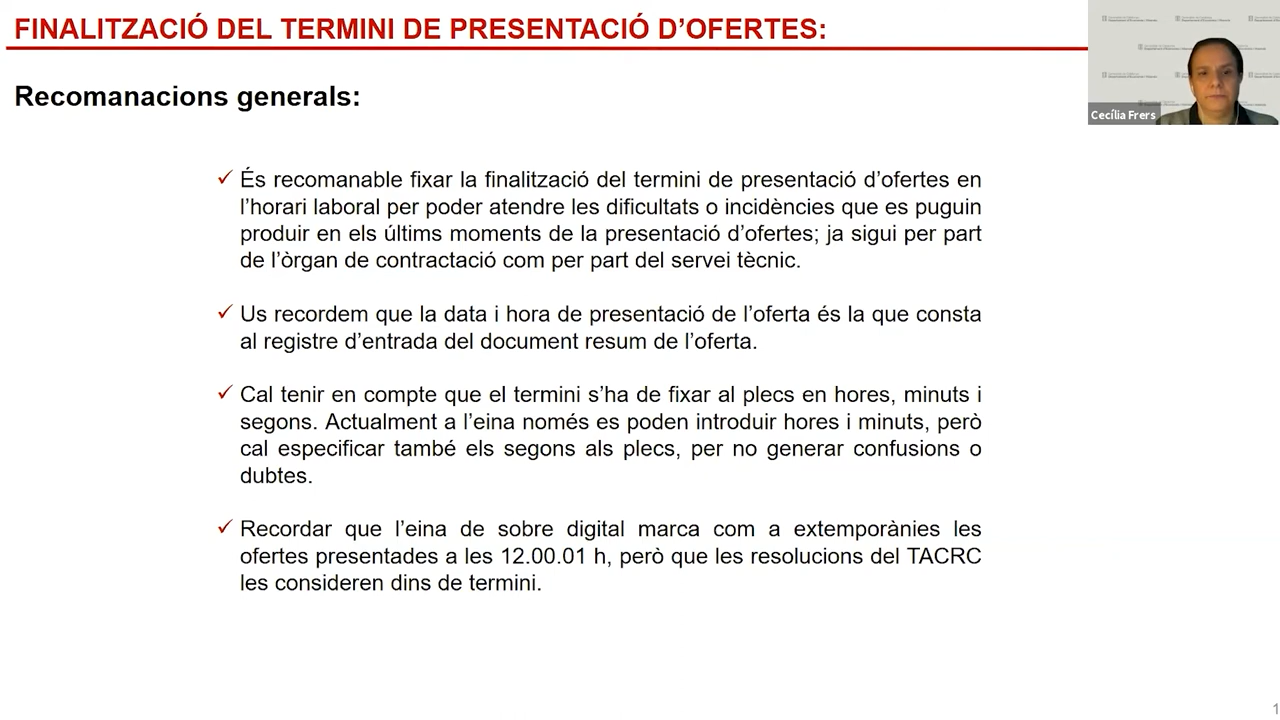 FINALITZACIÓ DEL TERMINI DE PRESENTACIÓ D’OFERTES:
Cecília Frers
Recomanacions generals:
✓ És recomanable fixar la finalització del termini de presentació d’ofertes en
l’horari laboral per poder atendre les dificultats o incidències que es puguin
produir en els últims moments de la presentació d’ofertes; ja sigui per part
de l’òrgan de contractació com per part del servei tècnic.
✓ Us recordem que la data i hora de presentació de l’oferta és la que consta
al registre d’entrada del document resum de l’oferta.
✓ Cal tenir en compte que el termini s’ha de fixar al plecs en hores, minuts i
segons. Actualment a l’eina només es poden introduir hores i minuts, però
cal especificar també els segons als plecs, per no generar confusions o
dubtes.
✓ Recordar que l’eina de sobre digital marca com a extemporànies les
ofertes presentades a les 12.00.01 h, però que les resolucions del TACRC
les consideren dins de termini.
1